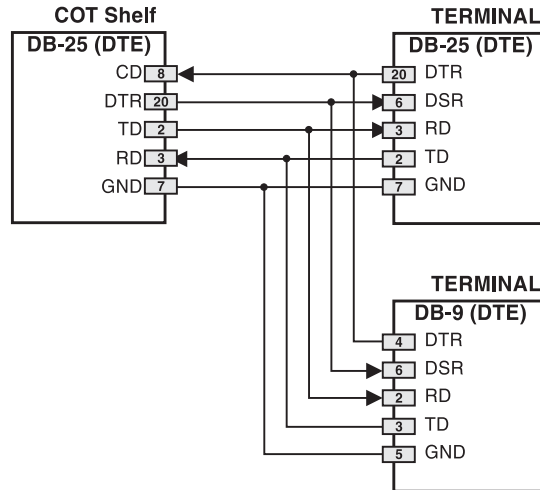 COT Shelf
DB-25 (DTE)
CD 8
DTR 20
TD 2
RD 3
GND 7
TERMINAL
DB-25 (DTE)
20 DTR
6 DSR
3 RD
2 TD
7 GND
TERMINAL
DB-9 (DTE)
4 DTR
6 DSR
2 RD
3 TD
5 GND